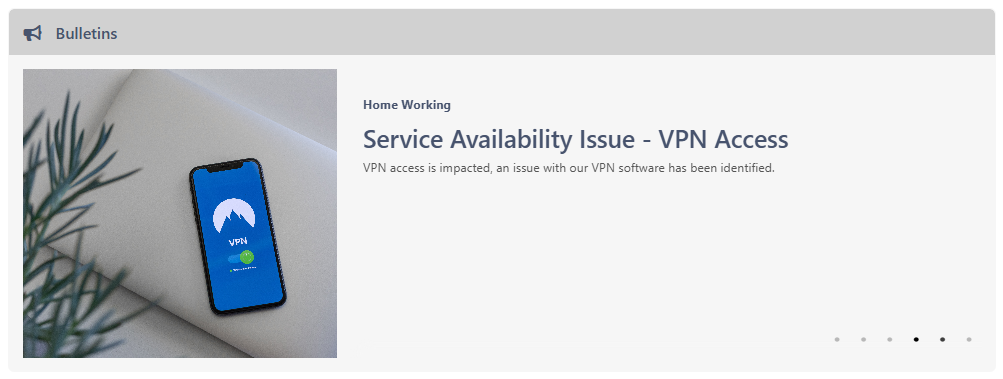 Bulletins
Home Working
Service Availability Issue - VPN Access
VPN access is impacted, an issue with our VPN software has been identified.
VPN